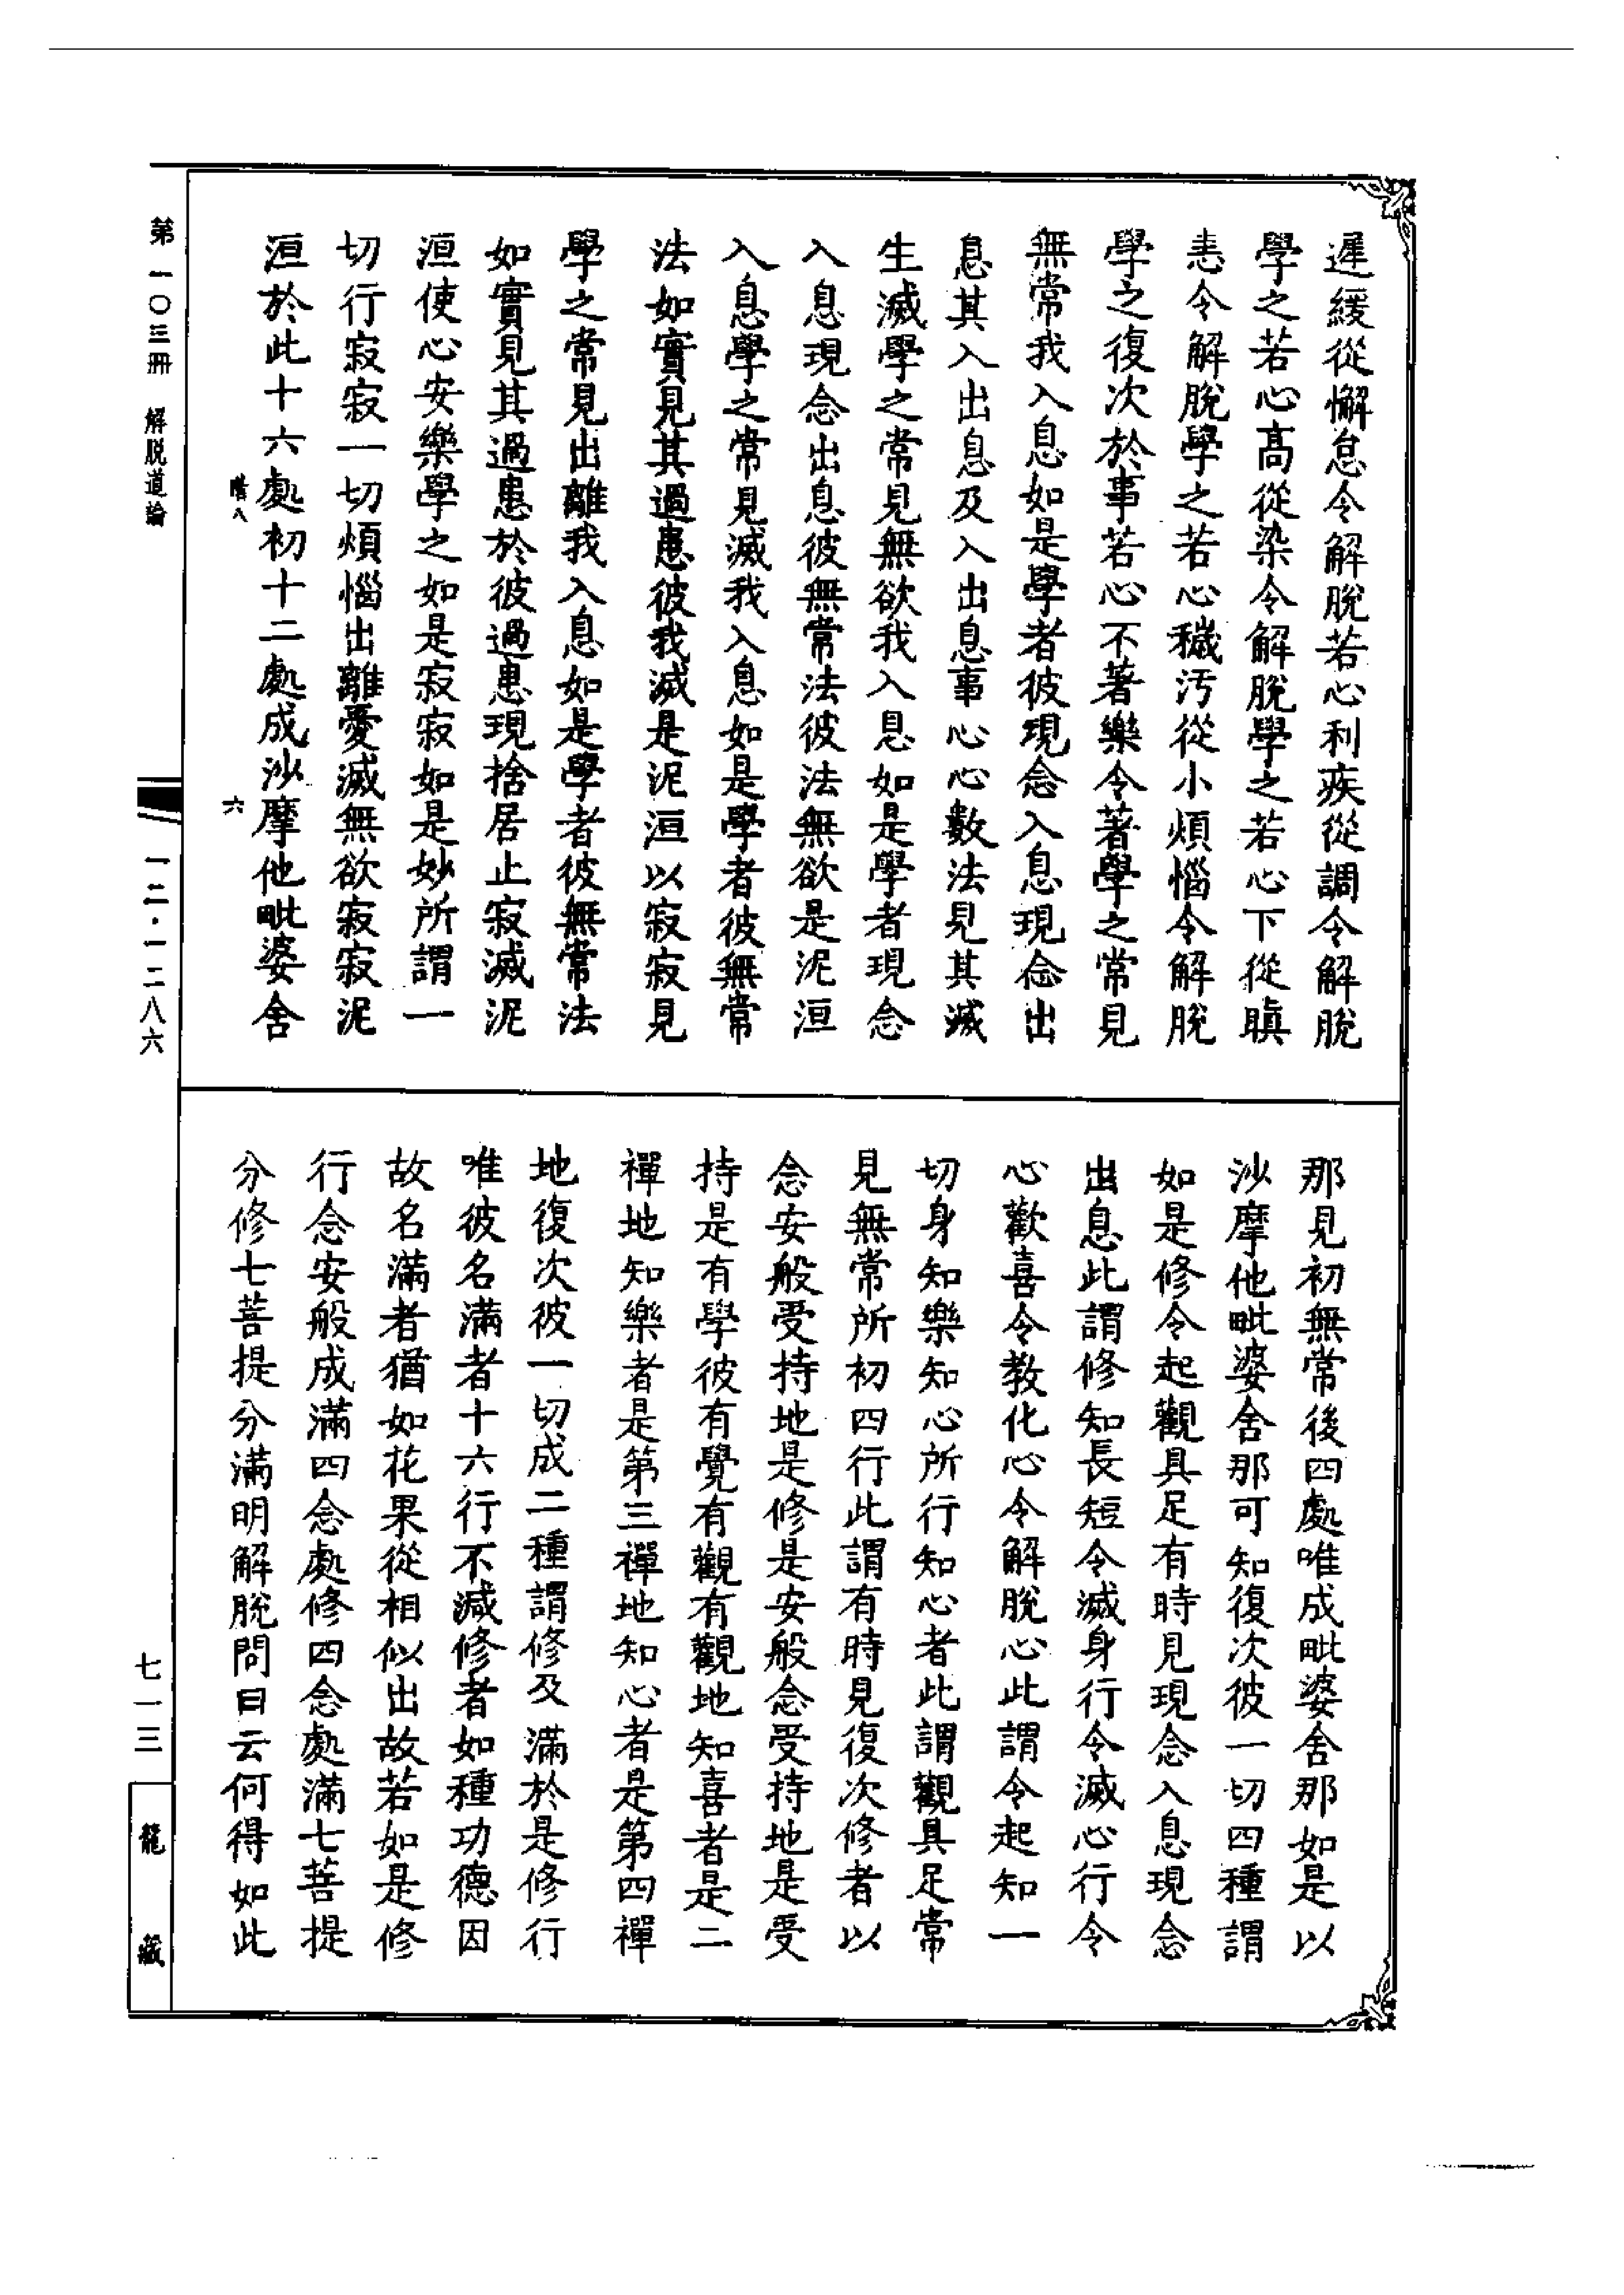 遲緩從懈怠令解脫若心利疾從調令解脫
學之若心高從染令解脫學之若心下從瞋
恚令解脫學之若心穢污從小煩惱令解脫
學之復次於事若心不著樂令著學之常見
無常我入息如是學者彼現念入息現念出
息其入出息及入出息事心心數法見其滅
生滅學之常見無欲我入息如是學者現念
入息現念出息彼無常法彼法無欲是泥洹
入息學之常見滅我入息如是學者彼無常
法如實見其過患彼我滅是泥洹以寂寂見
學之常見出離我入息如是學者彼無常法
如實見其過患於彼過患現捨居止寂滅泥
洹使心安樂學之如是寂寂如是妙所謂一
切行寂寂一切煩惱出離愛滅無欲寂寂泥
洹於此十六處初十二處成沙摩他毗婆舍
那見初無常後四處唯成毗婆舍那如是以
沙摩他毗婆舍那可知復次彼一切四種謂
如是修令起觀具足有時見現念入息現念
出息此謂修知長短令滅身行令滅心行令
心歡喜令教化心令解脫心此謂令起知一
切身知樂知心所行知心者此謂觀具足常
見無常所初四行此謂有時見復次修者以
念安般受持地是修是安般念受持地是受
持是有學彼有覺有觀有觀地知喜者是二
禪地知樂者是第三禪地知心者是第四禪
地復次彼一切成二種謂修及滿於是修行
唯彼名滿者十六行不減修者如種功德因
故名滿者猶如花果從相似出故若如是修
行念安般成滿四念處修四念處滿七菩提
分修七菩提分滿明解脫問曰云何得如此
第一〇三冊 解脫道論
階八
六
一二·一二八六
七一三
龍藏